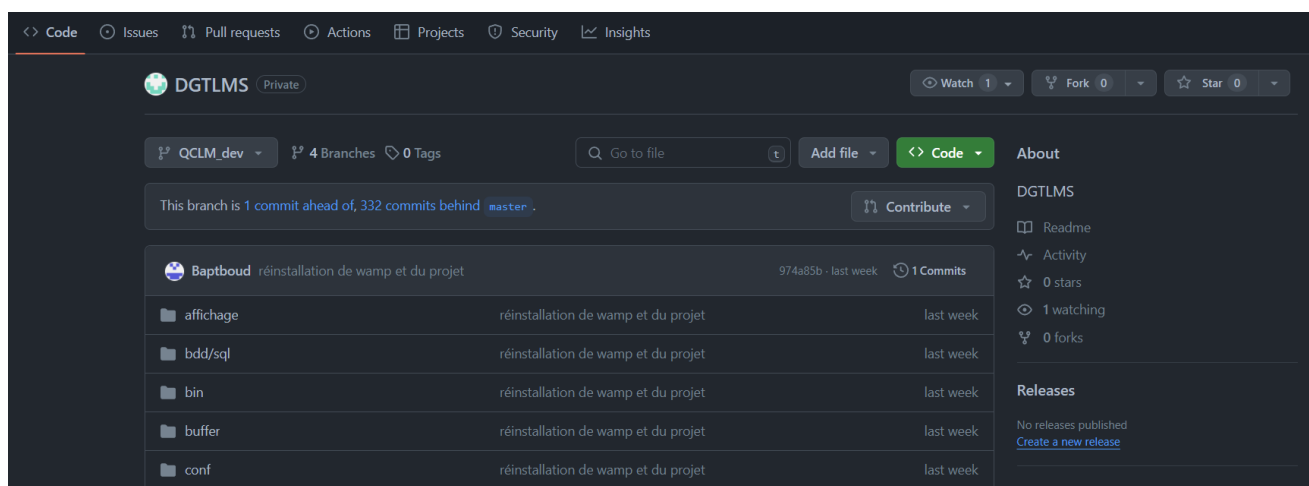 Code Issues Pull requests Actions Projects Security Insights
DGTLMS Private Watch 1 Fork 0 Star 0
QCLM_dev 4 Branches 0 Tags Go to file t Add file Code
This branch is 1 commit ahead of, 332 commits behind master .
Contribute
Baptboud réinstallation de wamp et du projet 974a85b · last week 1 Commits
affichage réinstallation de wamp et du projet last week
bdd/sql réinstallation de wamp et du projet last week
bin réinstallation de wamp et du projet last week
buffer réinstallation de wamp et du projet last week
conf réinstallation de wamp et du projet last week
About
DGTLMS
Readme
Activity
0 stars
1 watching
0 forks
Releases
No releases published
Create a new release